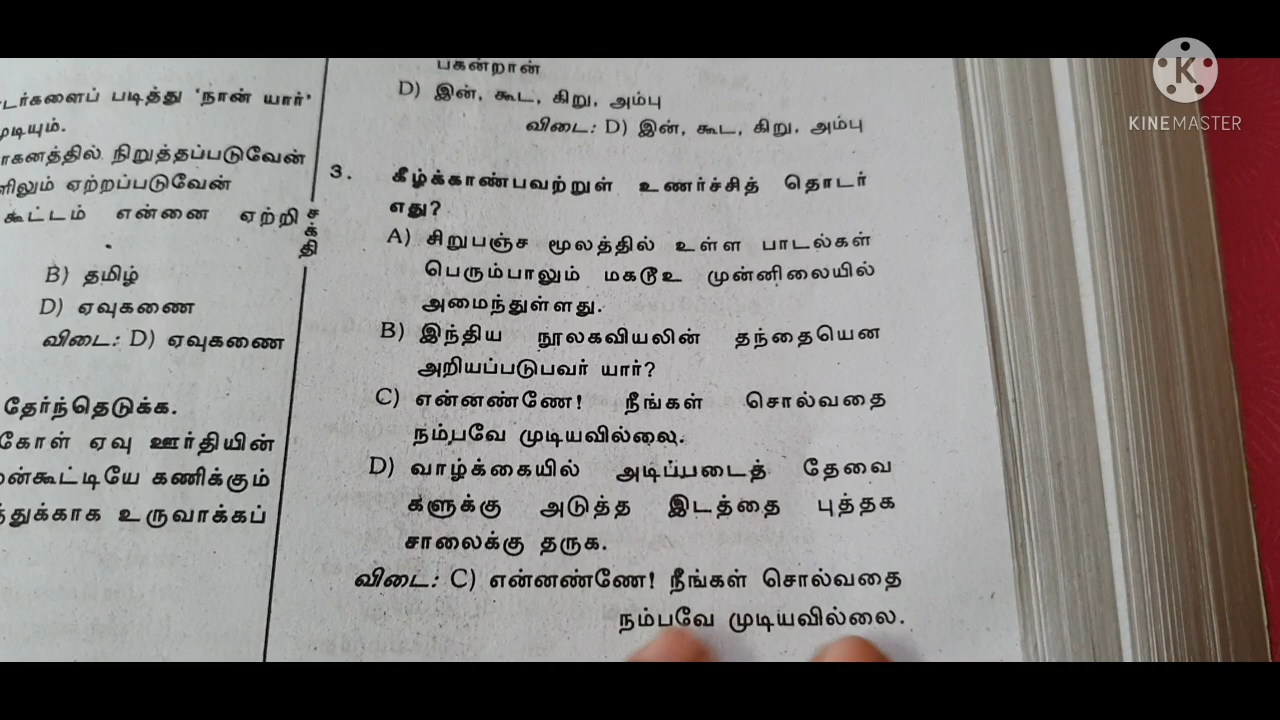 KINEMASTER
படித்து 'நான் யார்'
நிறுத்தப்படுவேன்
ஏற்றப்படுவேன்
கூட்டம் என்னை ஏற்றி
B) தமிழ்
D) ஏவுகணை
விடை: D) ஏவுகணை
தேர்ந்தெடுக்க.
கோள் ஏவு ஊர்தியின்
கணிக்கும்
உருவாக்கப்
சக்தி
பகன்றான்
D) இன், கூட, கிறு, அம்பு
விடை: D) இன், கூட, கிறு, அம்பு
3. கீழ்க்காண்பவற்றுள் உணர்ச்சித் தொடர்
எது?
A) சிறுபஞ்ச மூலத்தில் உள்ள பாடல்கள்
பெரும்பாலும் மகடூஉ முன்னிலையில்
அமைந்துள்ளது.
B) இந்திய நூலகவியலின் தந்தையென
அறியப்படுபவர் யார்?
C) என்னண்ணே! நீங்கள் சொல்வதை
நம்பவே முடியவில்லை.
D) வாழ்க்கையில் அடிப்படைத் தேவை
களுக்கு அடுத்த இடத்தை புத்தக
சாலைக்கு தருக.
விடை: C) என்னண்ணே! நீங்கள் சொல்வதை
நம்பவே முடியவில்லை.